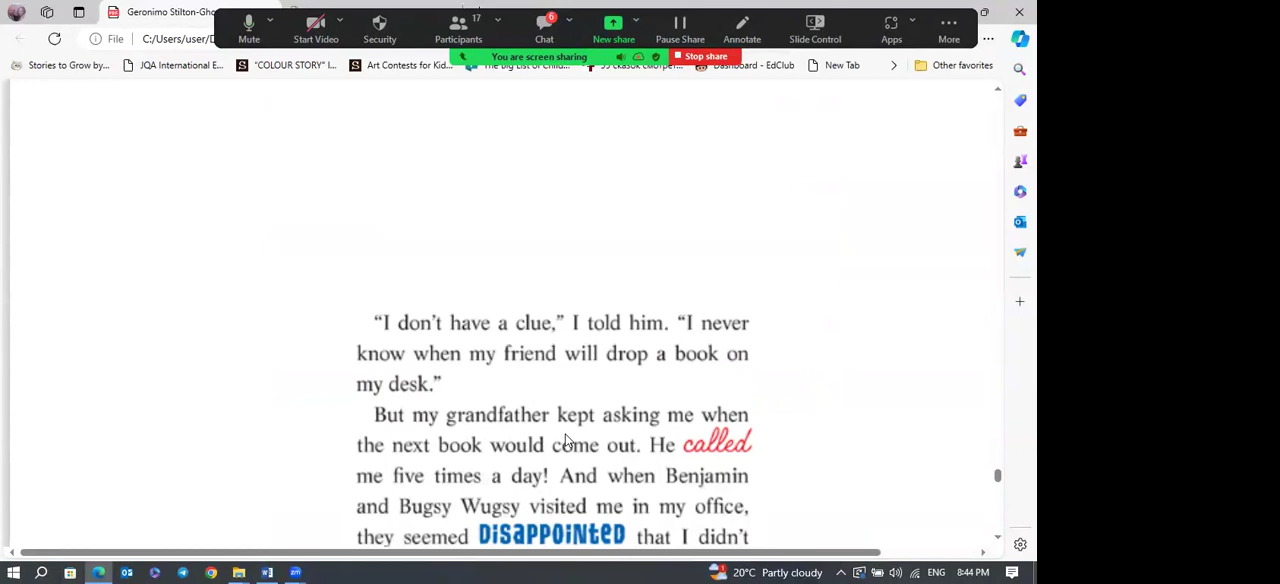 Geronimo Stilton-Gho
17
6
Mute
Start Video
Security
Participants
Chat
New share
Pause Share
Annotate
Slide Control
Apps
More
File
C:/Users/user/D
You are screen sharing
Stop share
Stories to Grow by...
JQA International E...
"COLOUR STORY" I...
Art Contests for Kid...
Dashboard - EdClub
New Tab
Other favorites
“I don’t have a clue,” I told him. “I never
know when my friend will drop a book on
my desk.”
But my grandfather kept asking me when
the next book would come out. He called
me five times a day! And when Benjamin
and Bugsy Wugsy visited me in my office,
they seemed DISAPPOINTED that I didn’t
20°C Partly cloudy
ENG
8:44 PM